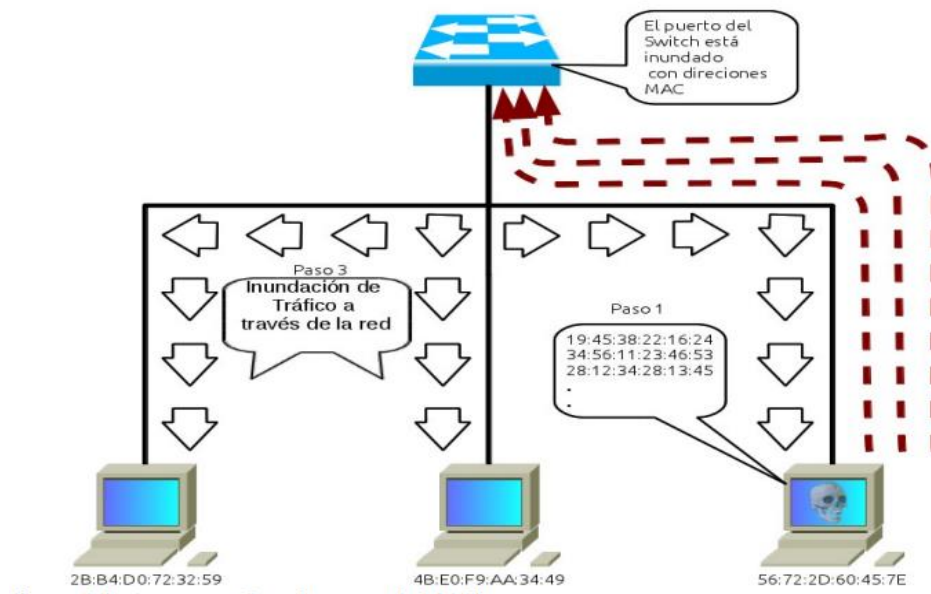 El puerto del
Switch está
inundado
con direciones
MAC
Paso 3
Inundación de
Tráfico a
través de la red
Paso 1
19:45:38:22:16:24
34:56:11:23:46:53
28:12:34:28:13:45
.
.
2B:B4:D0:72:32:59
4B:E0:F9:AA:34:49
56:72:2D:60:45:7E